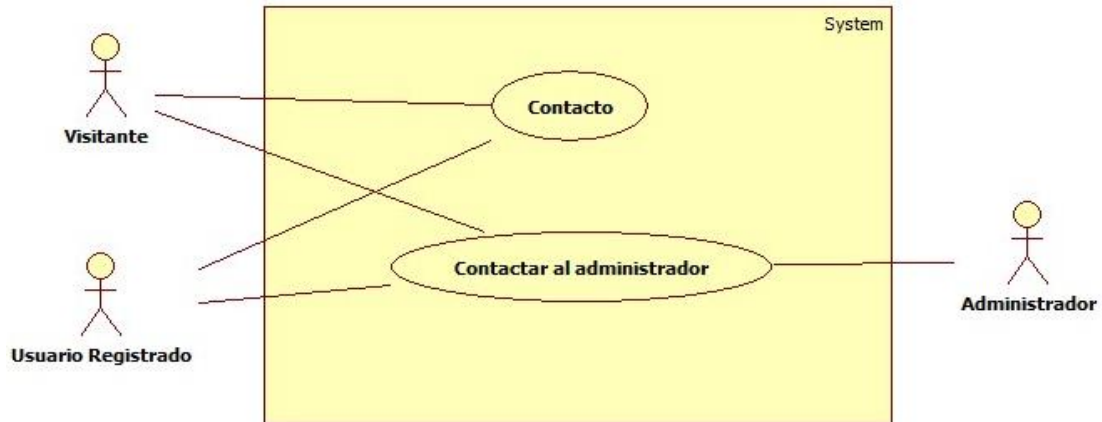 System
Visitante
Contacto
Usuario Registrado
Contactar al administrador
Administrador